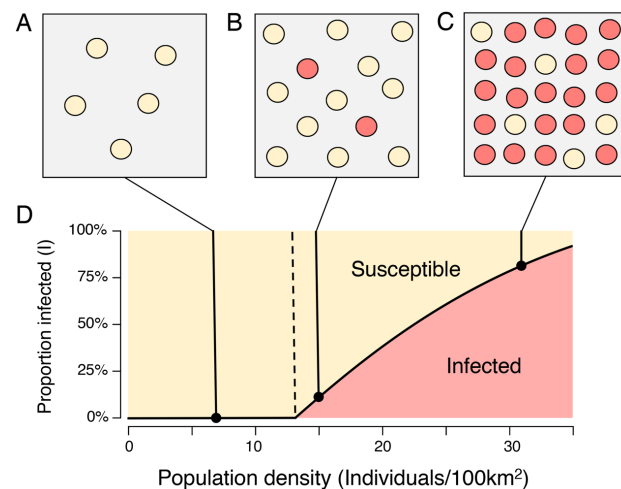 A
B
C
D
Proportion infected (I)
100%
75%
50%
25%
0%
Susceptible
Infected
0
10
20
30
Population density (Individuals/100km²)